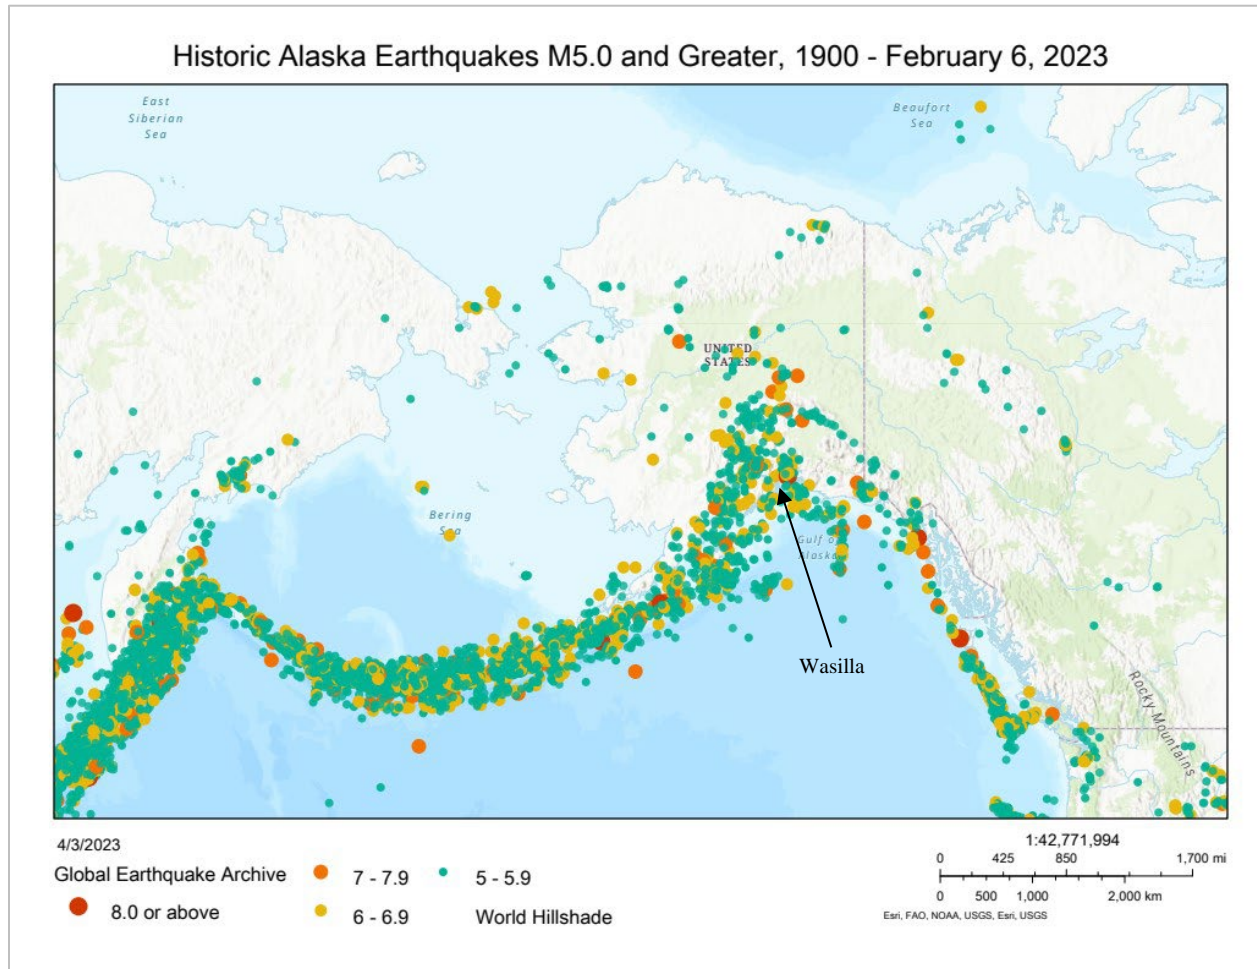 Historic Alaska Earthquakes M5.0 and Greater, 1900 - February 6, 2023
East
Siberian
Sea
Beaufort
Sea
UNITED
STATES
Bering
Sea
Gulf of
Alaska
Wasilla
Rocky Mountains
4/3/2023
Global Earthquake Archive
8.0 or above
7 - 7.9
6 - 6.9
5 - 5.9
World Hillshade
1:42,771,994
0 425 850 1,700 mi
0 500 1,000 2,000 km
Esri, FAO, NOAA, USGS, Esri, USGS